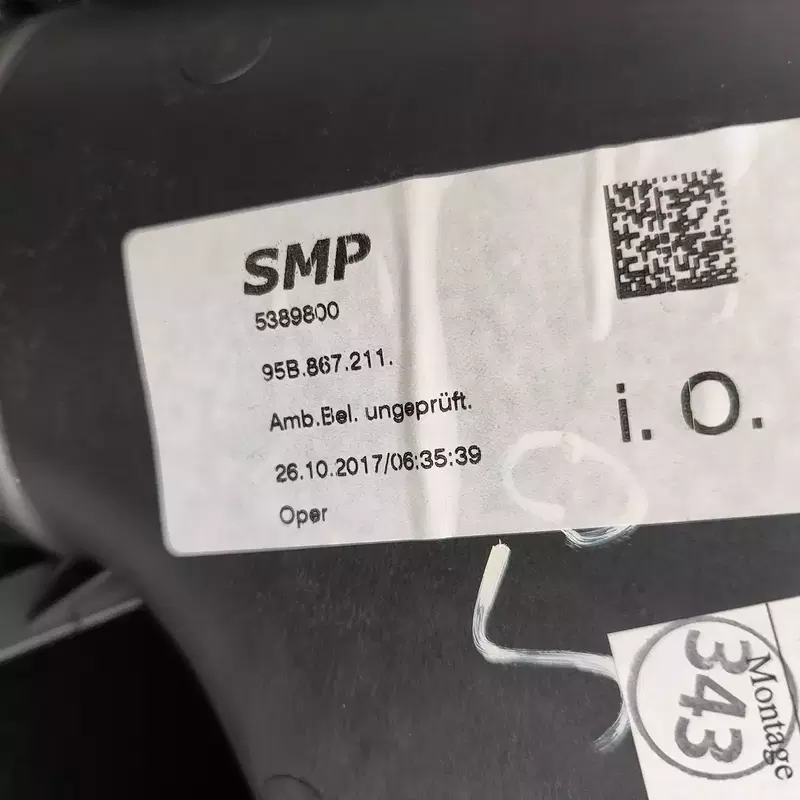 SMP
5389800
95B.867.211.
Amb.Bel. ungeprüft.
26.10.2017/06:35:39
Oper
i. O.
343
Montage